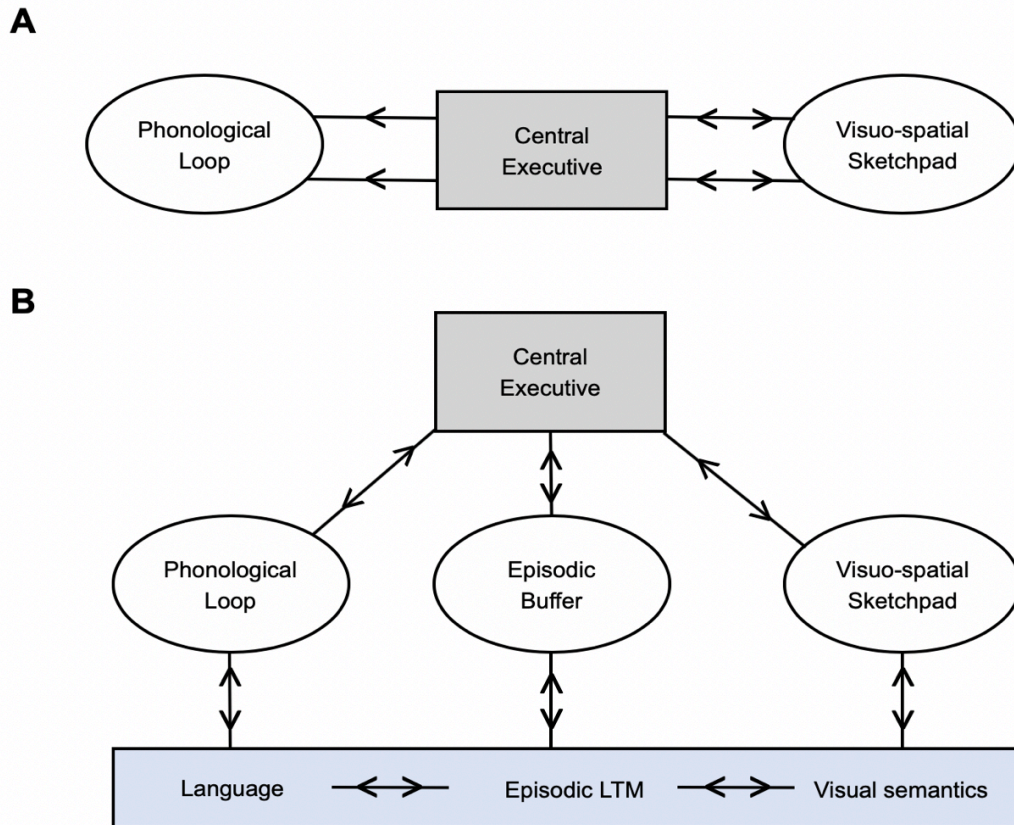 A
Phonological
Loop
Central
Executive
Visuo-spatial
Sketchpad
B
Central
Executive
Phonological
Loop
Episodic
Buffer
Visuo-spatial
Sketchpad
Language
Episodic LTM
Visual semantics